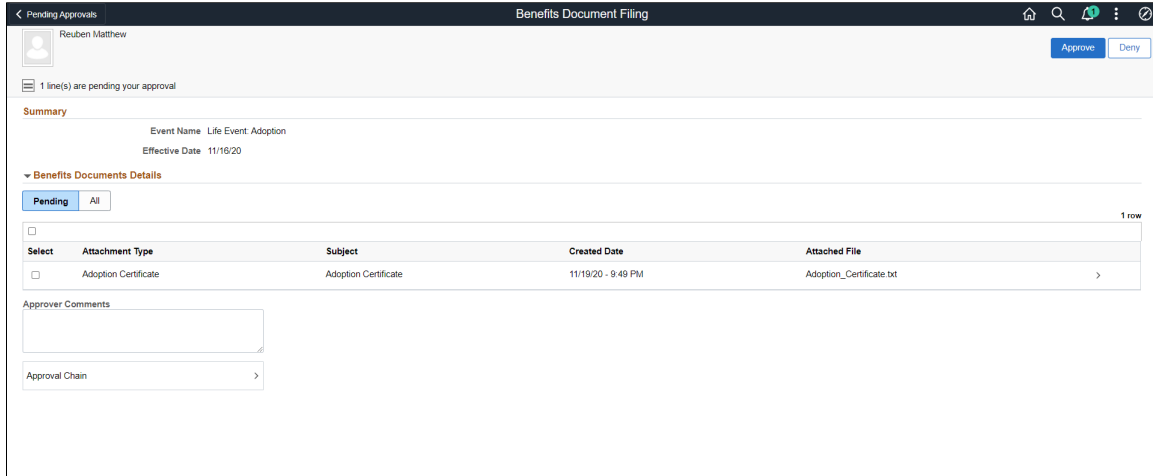 Pending Approvals Benefits Document Filing 1
Reuben Matthew
Approve Deny
1 line(s) are pending your approval
Summary
Event Name Life Event: Adoption
Effective Date 11/16/20
Benefits Documents Details
Pending All
1 row
Select Attachment Type Subject Created Date Attached File
Adoption Certificate Adoption Certificate 11/19/20 - 9:49 PM Adoption_Certificate.txt
Approver Comments
Approval Chain